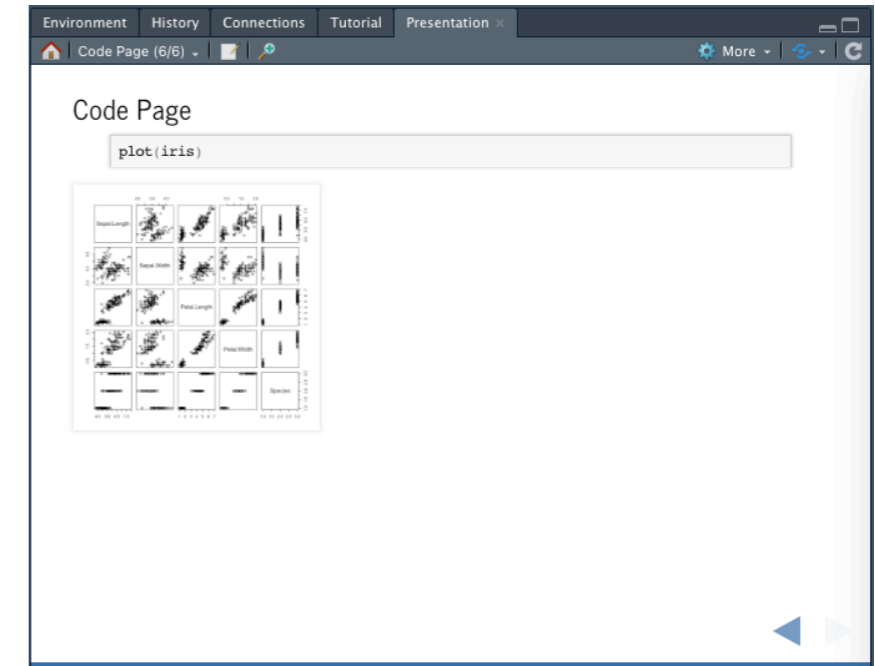 Environment History Connections Tutorial Presentation ×
Code Page (6/6) More
Code Page
plot(iris)
Sepal.Length
Sepal.Width
Petal.Length
Petal.Width
Species